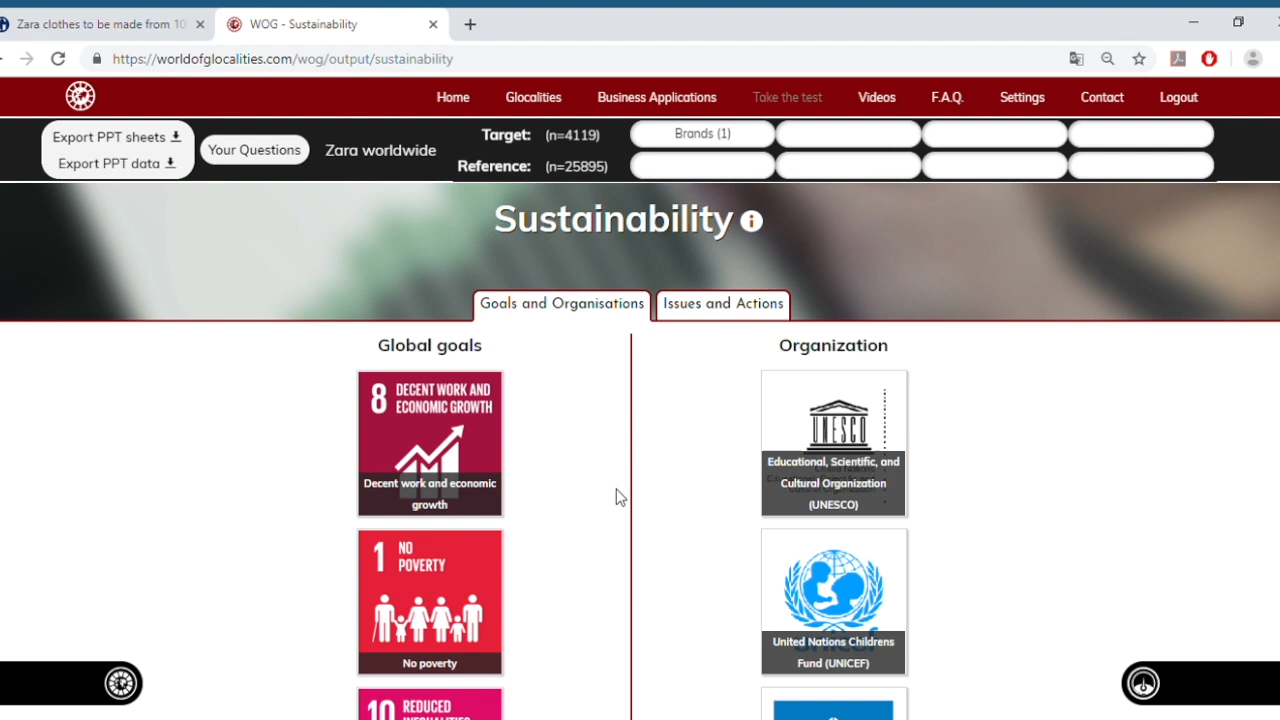 Zara clothes to be made from 10
WOG - Sustainability
https://worldofglocalities.com/wog/output/sustainability
Home Glocalities Business Applications Take the test Videos F.A.Q. Settings Contact Logout
Export PPT sheets
Export PPT data
Your Questions
Zara worldwide
Target: (n=4119) Brands (1)
Reference: (n=25895)
Sustainability
Goals and Organisations
Issues and Actions
Global goals
8 DECENT WORK AND
ECONOMIC GROWTH
Decent work and economic
growth
1 NO
POVERTY
No poverty
10 REDUCED
INEQUALITIES
Organization
UNESCO
Educational, Scientific, and
Cultural Organization
(UNESCO)
United Nations Childrens
Fund (UNICEF)